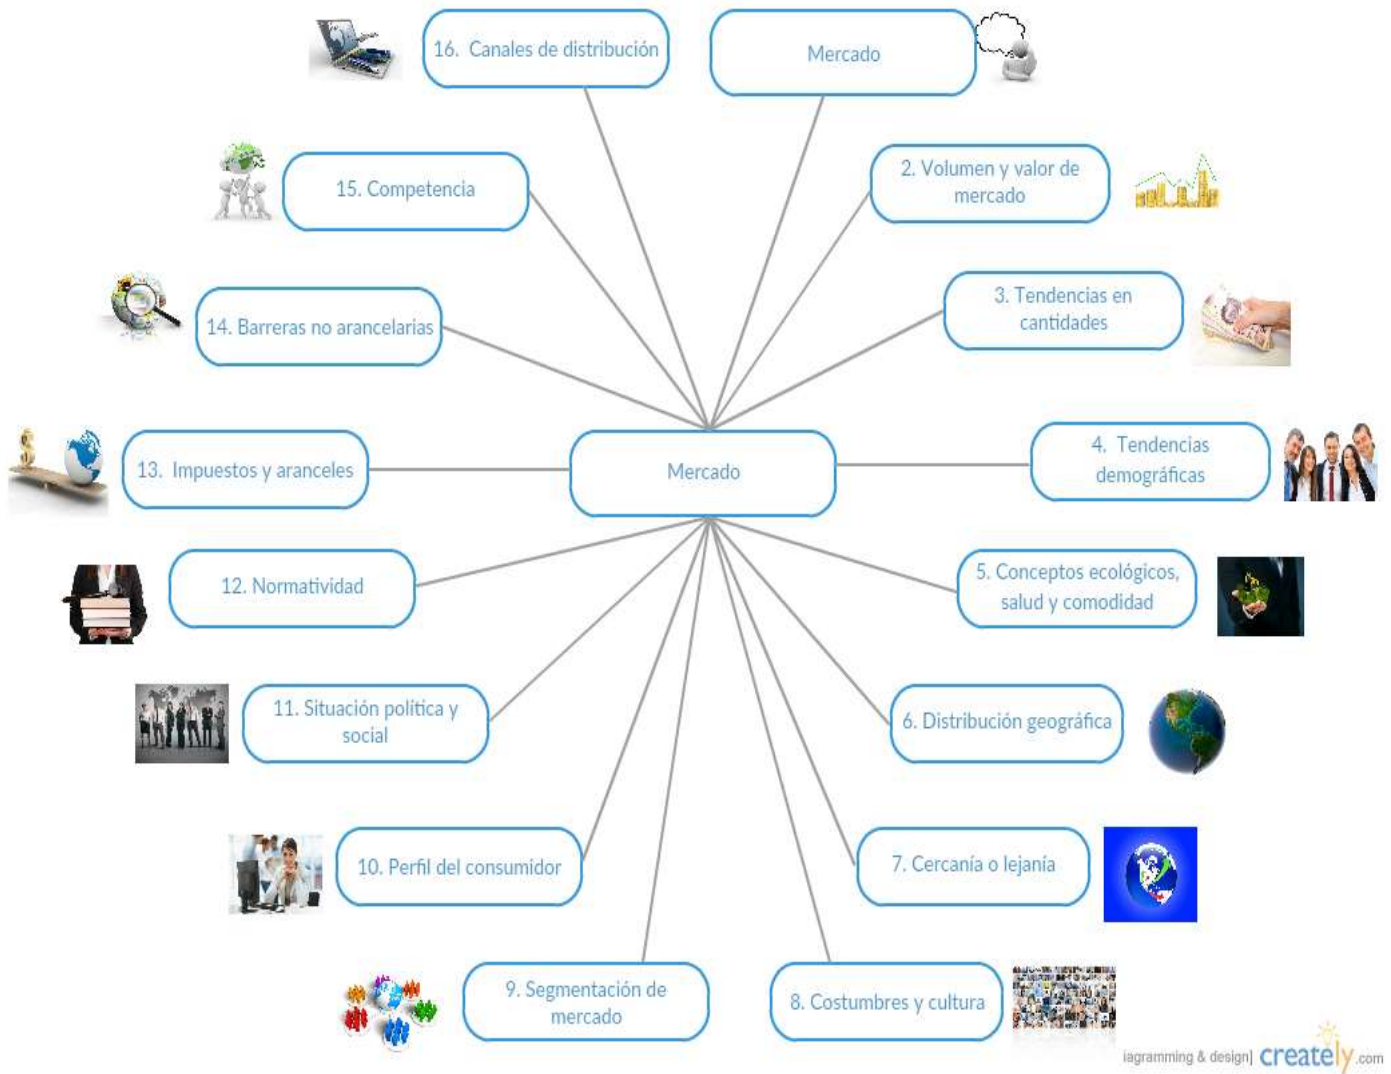 16.  Canales de distribución
Mercado
2. Volumen y valor de
mercado
15. Competencia
3. Tendencias en
cantidades
14. Barreras no arancelarias
4.  Tendencias
demográficas
13.  Impuestos y aranceles
Mercado
5. Conceptos ecológicos,
salud y comodidad
12. Normatividad
11. Situación política y
social
6. Distribución geográfica
10. Perfil del consumidor
7. Cercanía o lejanía
9. Segmentación de
mercado
8. Costumbres y cultura
iagramming & design| creately.com